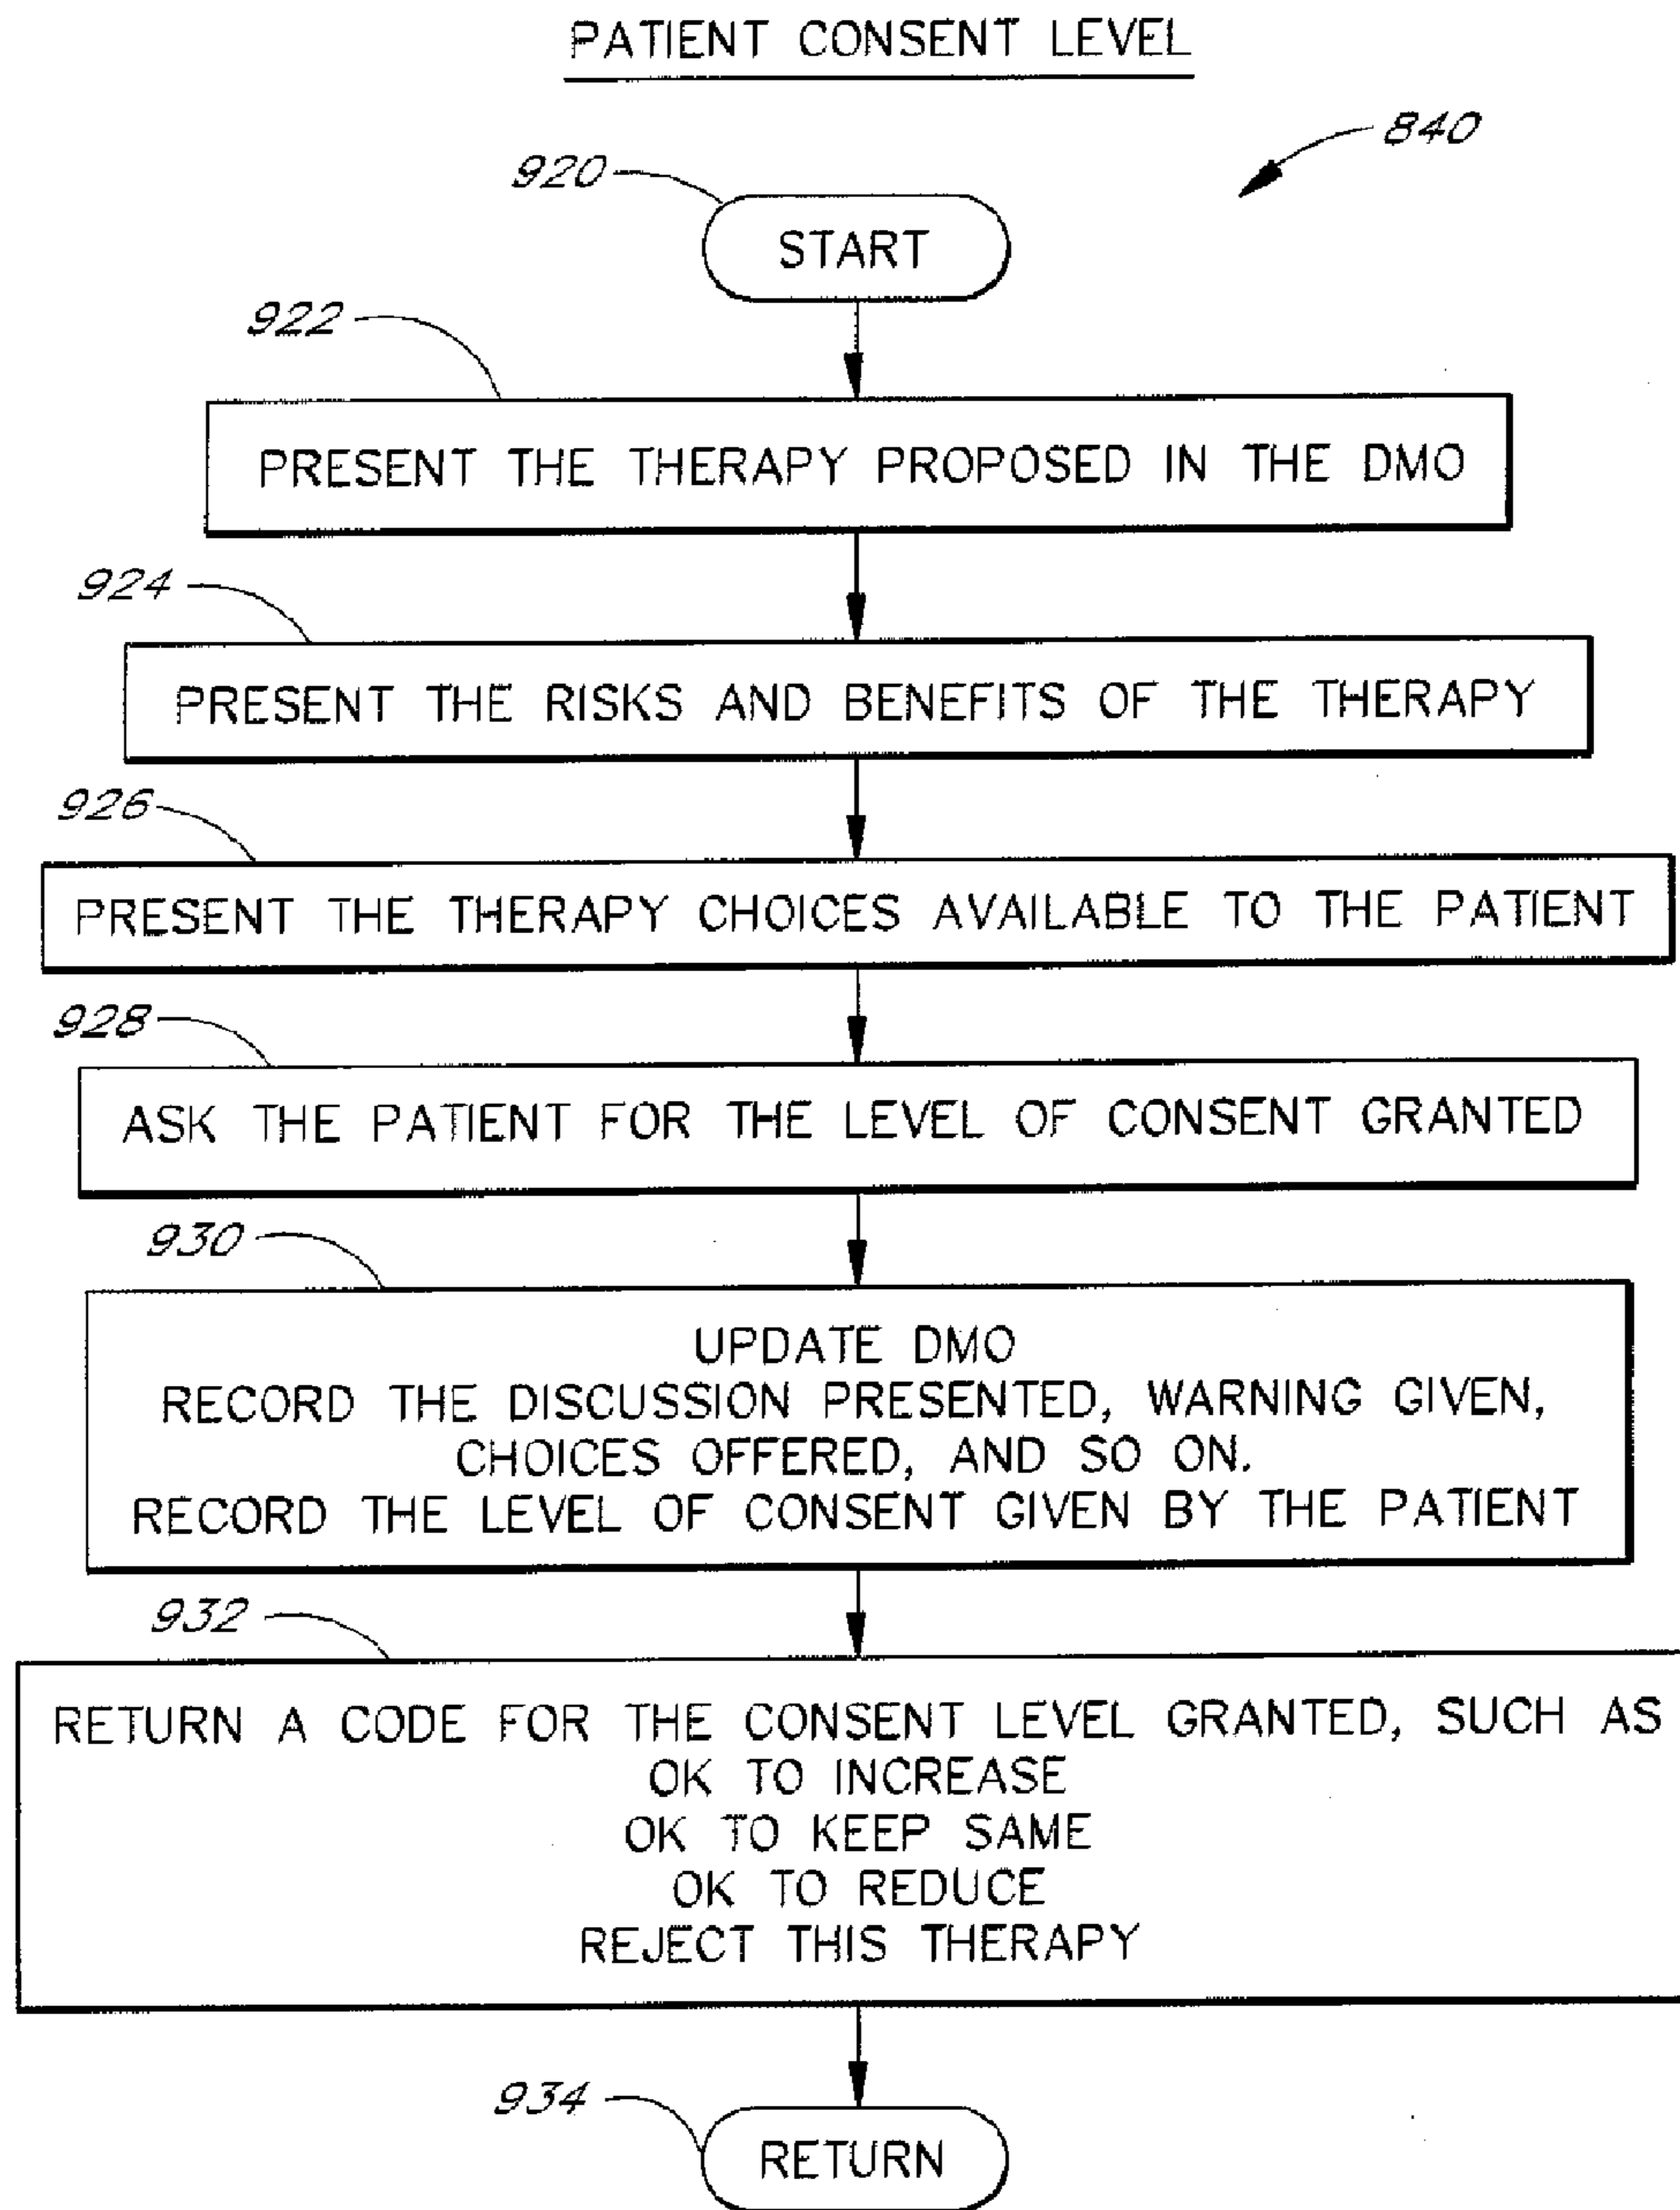 PATIENT CONSENT LEVEL
840
920
START
922
PRESENT THE THERAPY PROPOSED IN THE DMO
924
PRESENT THE RISKS AND BENEFITS OF THE THERAPY
926
PRESENT THE THERAPY CHOICES AVAILABLE TO THE PATIENT
928
ASK THE PATIENT FOR THE LEVEL OF CONSENT GRANTED
930
UPDATE DMO
RECORD THE DISCUSSION PRESENTED, WARNING GIVEN,
CHOICES OFFERED, AND SO ON.
RECORD THE LEVEL OF CONSENT GIVEN BY THE PATIENT
932
RETURN A CODE FOR THE CONSENT LEVEL GRANTED, SUCH AS
OK TO INCREASE
OK TO KEEP SAME
OK TO REDUCE
REJECT THIS THERAPY
934
RETURN